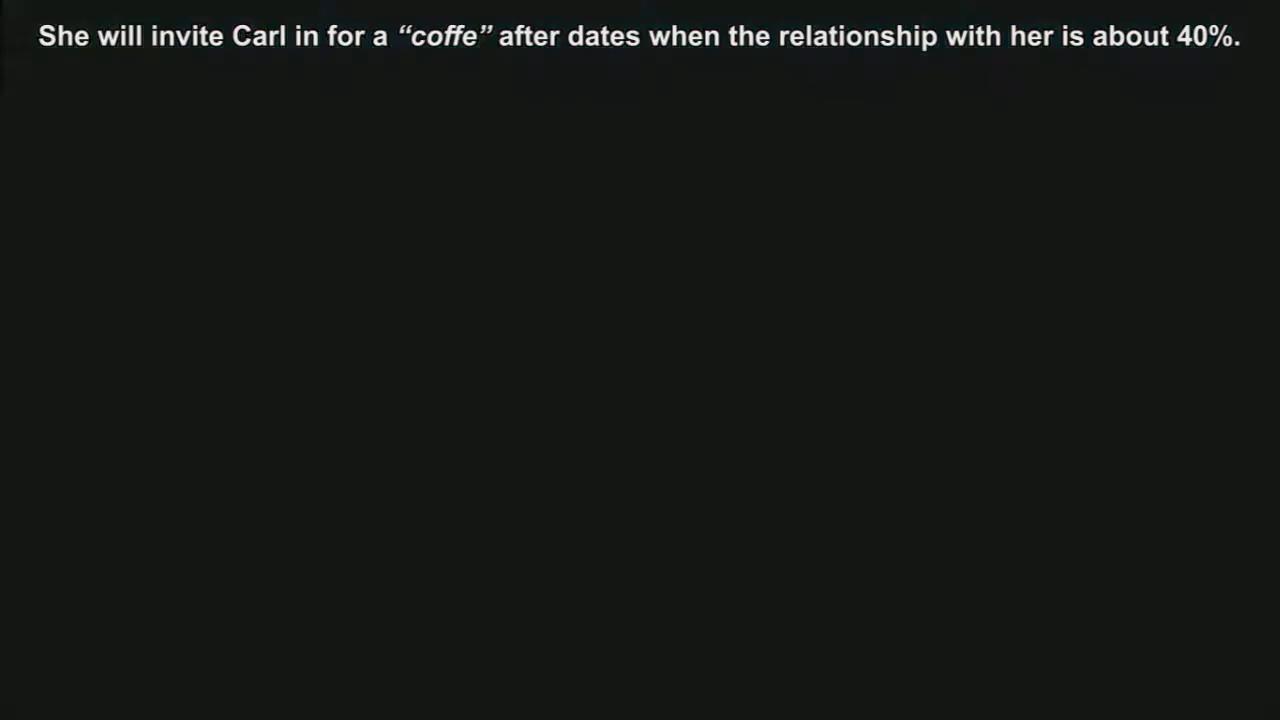 She will invite Carl in for a “coffe” after dates when the relationship with her is about 40%.